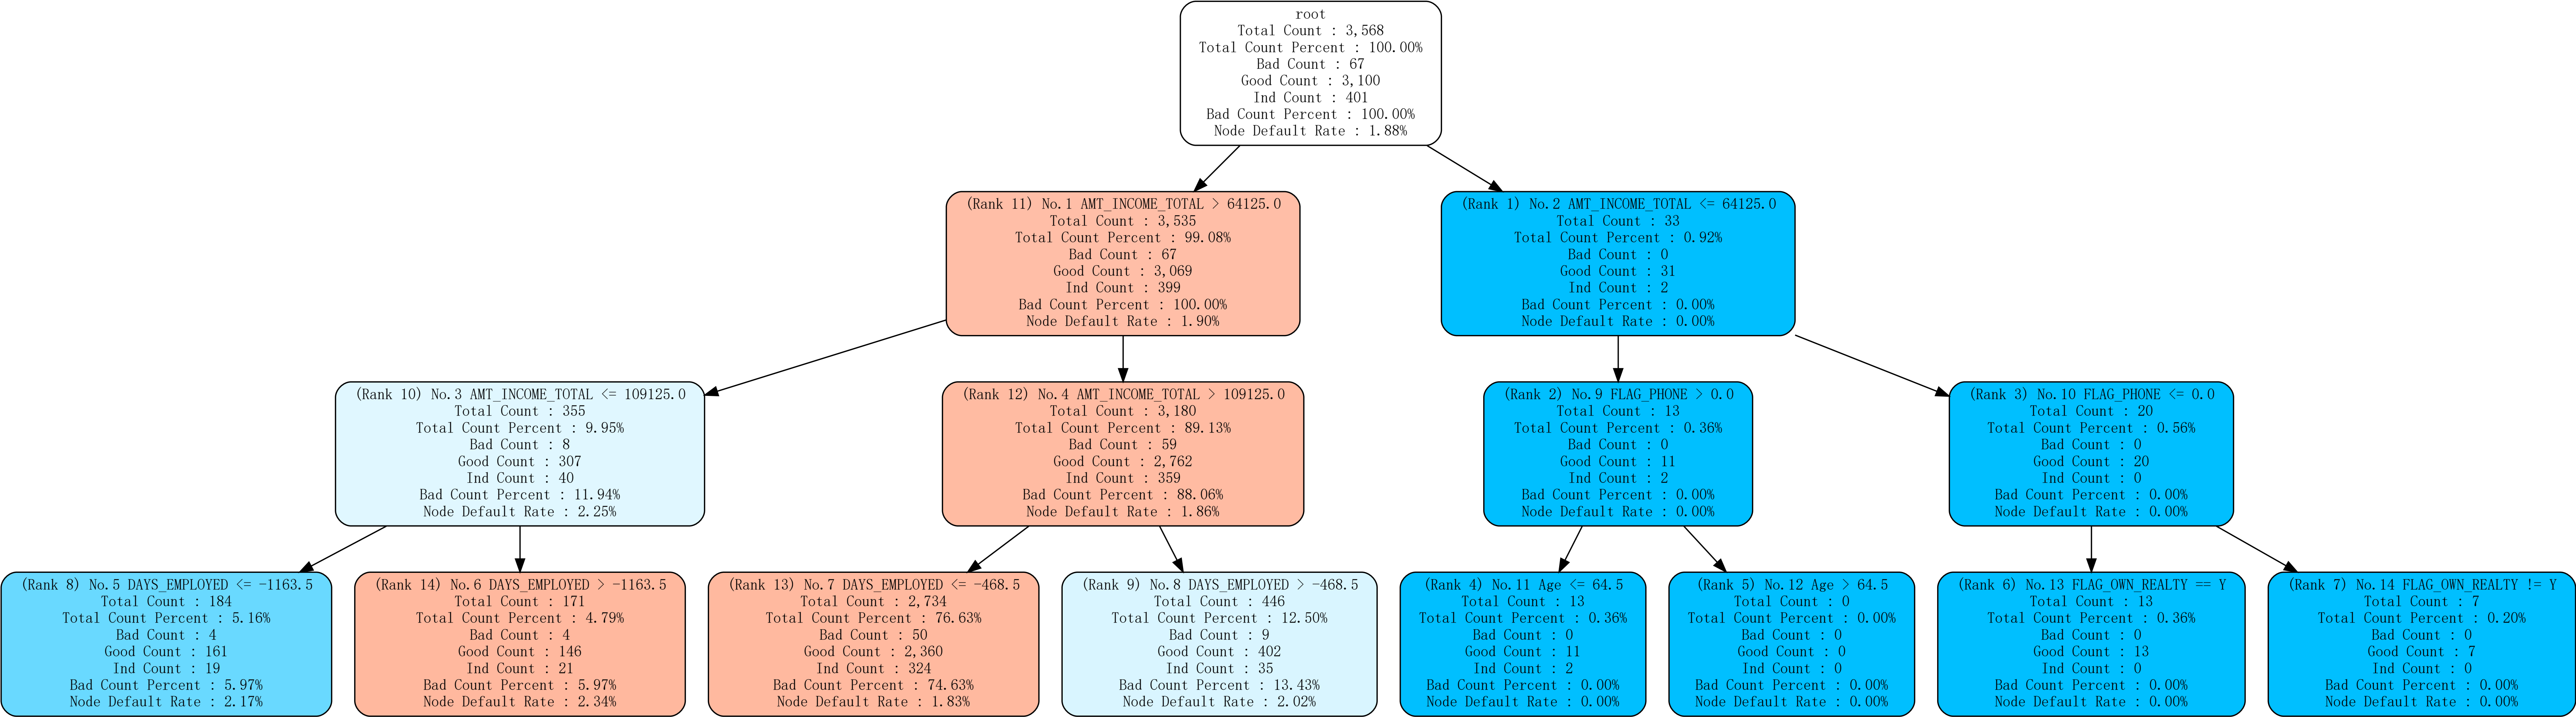 root
Total Count : 3,568
Total Count Percent : 100.00%
Bad Count : 67
Good Count : 3,100
Ind Count : 401
Bad Count Percent : 100.00%
Node Default Rate : 1.88%
(Rank 11) No.1 AMT_INCOME_TOTAL > 64125.0
Total Count : 3,535
Total Count Percent : 99.08%
Bad Count : 67
Good Count : 3,069
Ind Count : 399
Bad Count Percent : 100.00%
Node Default Rate : 1.90%
(Rank 1) No.2 AMT_INCOME_TOTAL <= 64125.0
Total Count : 33
Total Count Percent : 0.92%
Bad Count : 0
Good Count : 31
Ind Count : 2
Bad Count Percent : 0.00%
Node Default Rate : 0.00%
(Rank 10) No.3 AMT_INCOME_TOTAL <= 109125.0
Total Count : 355
Total Count Percent : 9.95%
Bad Count : 8
Good Count : 307
Ind Count : 40
Bad Count Percent : 11.94%
Node Default Rate : 2.25%
(Rank 12) No.4 AMT_INCOME_TOTAL > 109125.0
Total Count : 3,180
Total Count Percent : 89.13%
Bad Count : 59
Good Count : 2,762
Ind Count : 359
Bad Count Percent : 88.06%
Node Default Rate : 1.86%
(Rank 2) No.9 FLAG_PHONE > 0.0
Total Count : 13
Total Count Percent : 0.36%
Bad Count : 0
Good Count : 11
Ind Count : 2
Bad Count Percent : 0.00%
Node Default Rate : 0.00%
(Rank 3) No.10 FLAG_PHONE <= 0.0
Total Count : 20
Total Count Percent : 0.56%
Bad Count : 0
Good Count : 20
Ind Count : 0
Bad Count Percent : 0.00%
Node Default Rate : 0.00%
(Rank 8) No.5 DAYS_EMPLOYED <= -1163.5
Total Count : 184
Total Count Percent : 5.16%
Bad Count : 4
Good Count : 161
Ind Count : 19
Bad Count Percent : 5.97%
Node Default Rate : 2.17%
(Rank 14) No.6 DAYS_EMPLOYED > -1163.5
Total Count : 171
Total Count Percent : 4.79%
Bad Count : 4
Good Count : 146
Ind Count : 21
Bad Count Percent : 5.97%
Node Default Rate : 2.34%
(Rank 13) No.7 DAYS_EMPLOYED <= -468.5
Total Count : 2,734
Total Count Percent : 76.63%
Bad Count : 50
Good Count : 2,360
Ind Count : 324
Bad Count Percent : 74.63%
Node Default Rate : 1.83%
(Rank 9) No.8 DAYS_EMPLOYED > -468.5
Total Count : 446
Total Count Percent : 12.50%
Bad Count : 9
Good Count : 402
Ind Count : 35
Bad Count Percent : 13.43%
Node Default Rate : 2.02%
(Rank 4) No.11 Age <= 64.5
Total Count : 13
Total Count Percent : 0.36%
Bad Count : 0
Good Count : 11
Ind Count : 2
Bad Count Percent : 0.00%
Node Default Rate : 0.00%
(Rank 5) No.12 Age > 64.5
Total Count : 0
Total Count Percent : 0.00%
Bad Count : 0
Good Count : 0
Ind Count : 0
Bad Count Percent : 0.00%
Node Default Rate : 0.00%
(Rank 6) No.13 FLAG_OWN_REALTY == Y
Total Count : 13
Total Count Percent : 0.36%
Bad Count : 0
Good Count : 13
Ind Count : 0
Bad Count Percent : 0.00%
Node Default Rate : 0.00%
(Rank 7) No.14 FLAG_OWN_REALTY != Y
Total Count : 7
Total Count Percent : 0.20%
Bad Count : 0
Good Count : 7
Ind Count : 0
Bad Count Percent : 0.00%
Node Default Rate : 0.00%